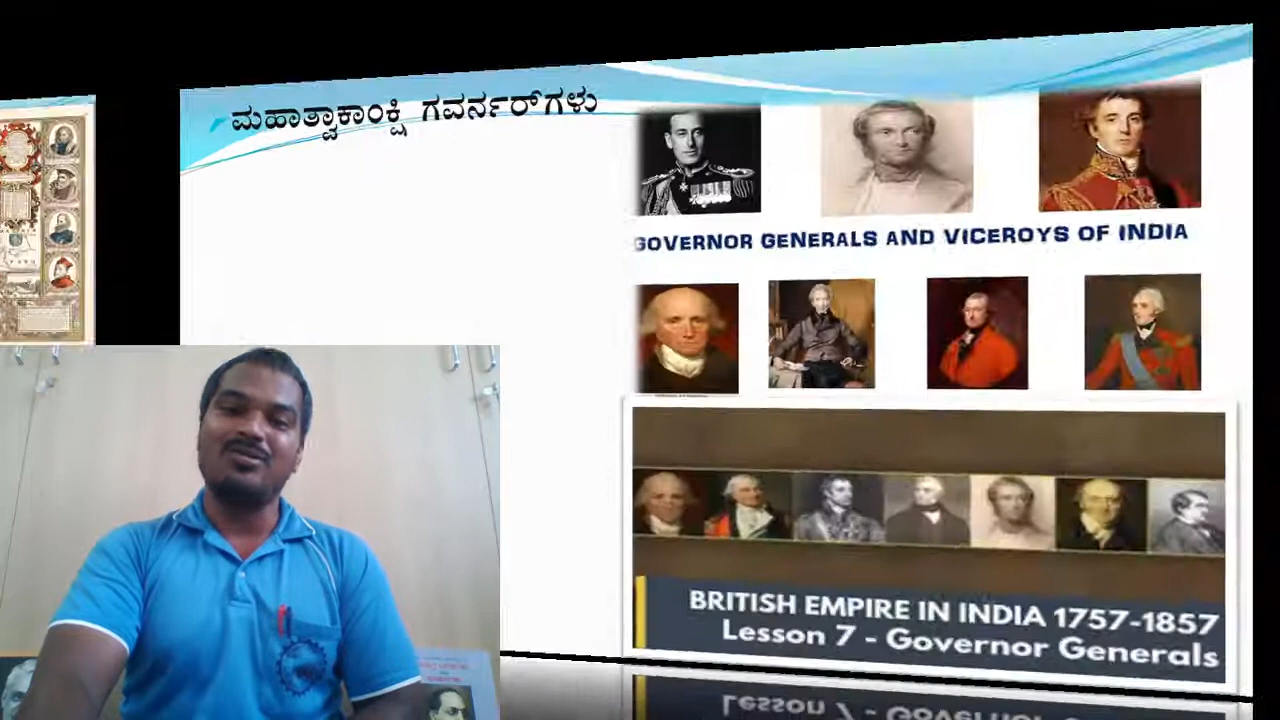 ಮಹಾತ್ವಾಕಾಂಕ್ಷಿ ಗವರ್ನರ್‌ಗಳು
GOVERNOR GENERALS AND VICEROYS OF INDIA
BRITISH EMPIRE IN INDIA 1757-1857
Lesson 7 - Governor Generals